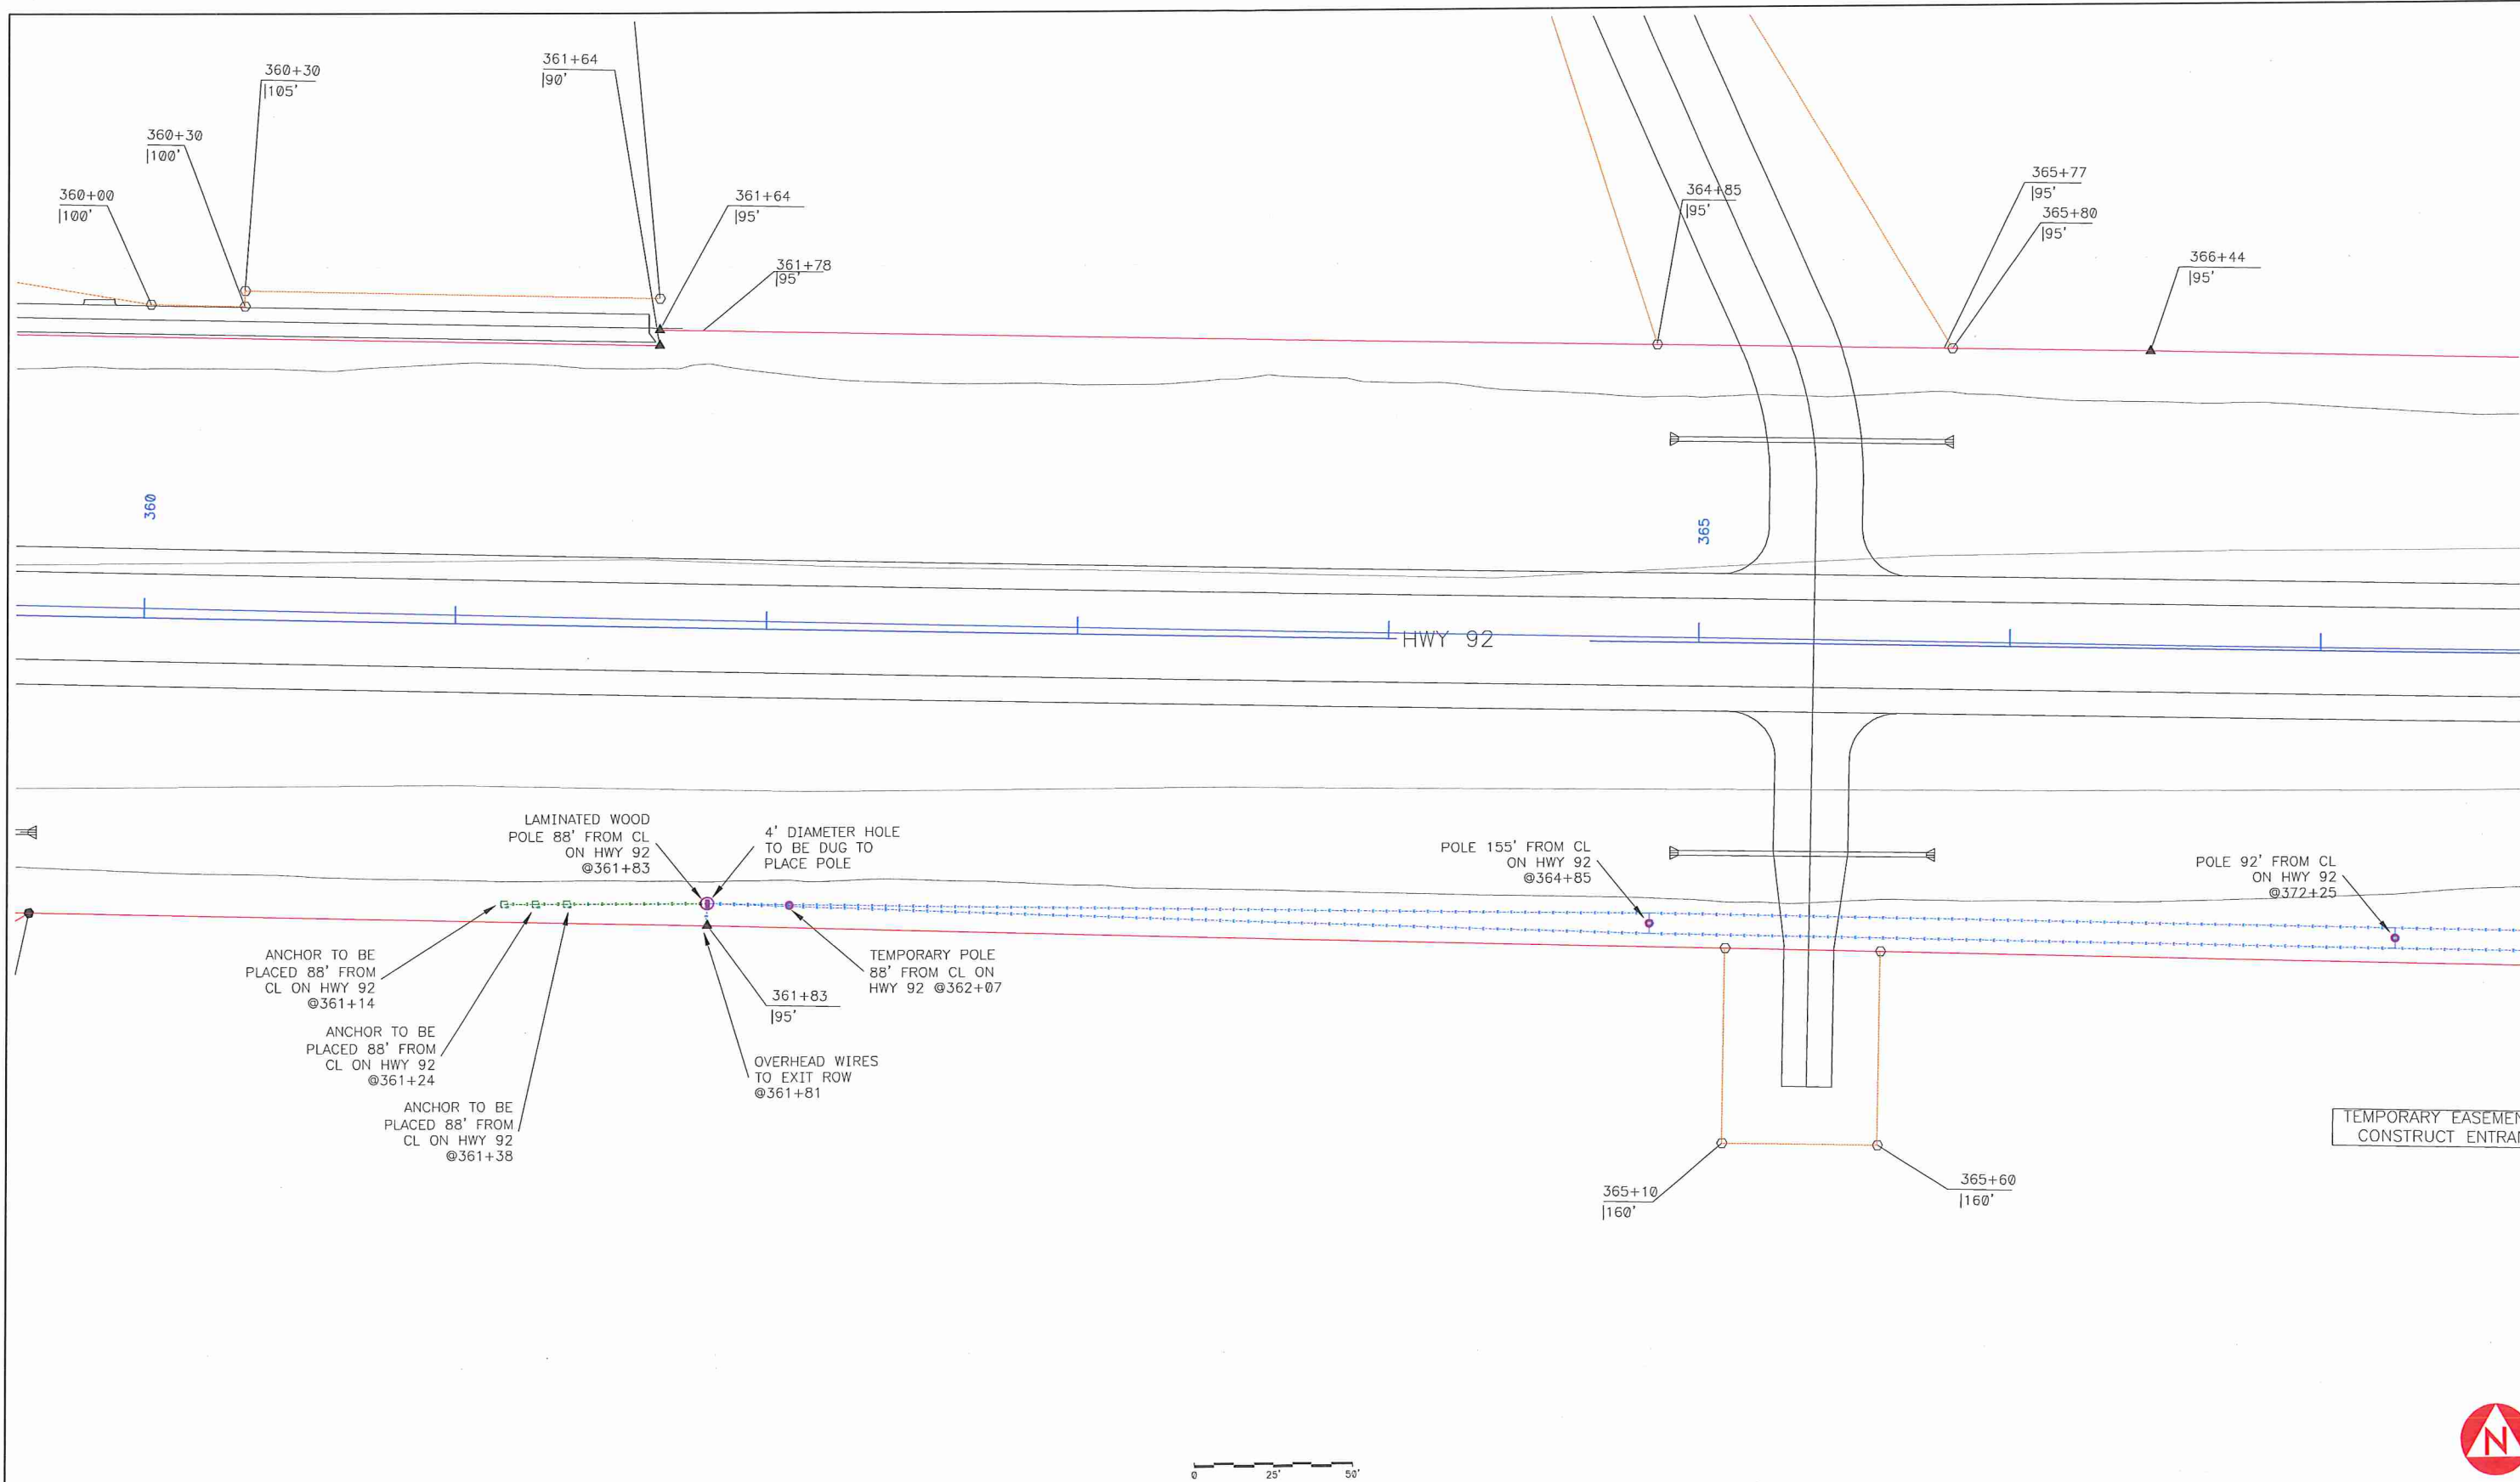 360+30
|105'
361+64
|90'
360+30
|100'
360+00
|100'
361+64
|95'
361+78
|95'
364+85
|95'
365+77
|95'
365+80
|95'
366+44
|95'
360
365
HWY 92
LAMINATED WOOD
POLE 88' FROM CL
ON HWY 92
@361+83
4' DIAMETER HOLE
TO BE DUG TO
PLACE POLE
POLE 155' FROM CL
ON HWY 92
@364+85
POLE 92' FROM CL
ON HWY 92
@372+25
ANCHOR TO BE
PLACED 88' FROM
CL ON HWY 92
@361+14
ANCHOR TO BE
PLACED 88' FROM
CL ON HWY 92
@361+24
ANCHOR TO BE
PLACED 88' FROM
CL ON HWY 92
@361+38
TEMPORARY POLE
88' FROM CL ON
HWY 92 @362+07
361+83
|95'
OVERHEAD WIRES
TO EXIT ROW
@361+81
365+10
|160'
365+60
|160'
TEMPORARY EASEMEN
CONSTRUCT ENTRA
N
0 25' 50'